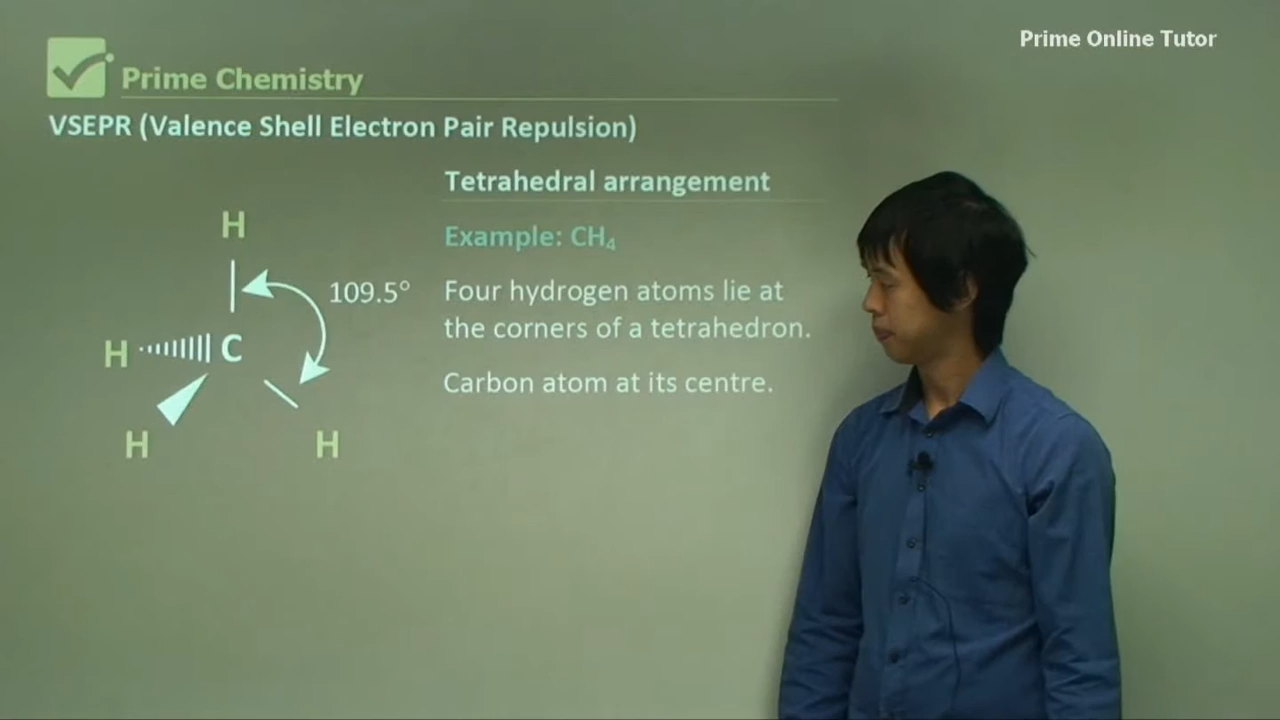 Prime Online Tutor
Prime Chemistry
VSEPR (Valence Shell Electron Pair Repulsion)
Tetrahedral arrangement
Example: CH₄
Four hydrogen atoms lie at
the corners of a tetrahedron.
Carbon atom at its centre.
H
109.5°
H C
H H